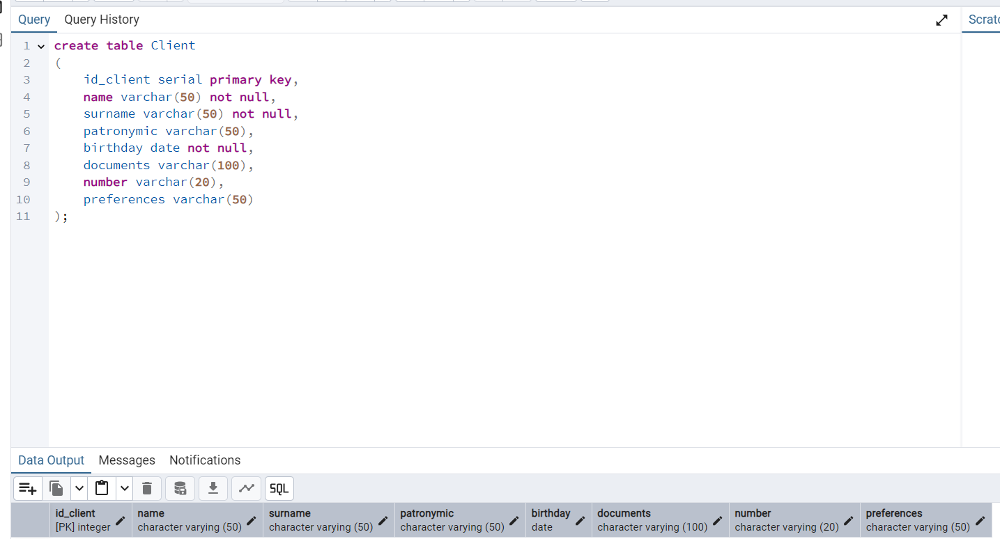 Query Query History Scratc
1 create table Client
2 (
3 id_client serial primary key,
4 name varchar(50) not null,
5 surname varchar(50) not null,
6 patronymic varchar(50),
7 birthday date not null,
8 documents varchar(100),
9 number varchar(20),
10 preferences varchar(50)
11 );
Data Output Messages Notifications
SQL
id_client name surname patronymic birthday documents number preferences
[PK] integer character varying (50) character varying (50) character varying (50) date character varying (100) character varying (20) character varying (50)